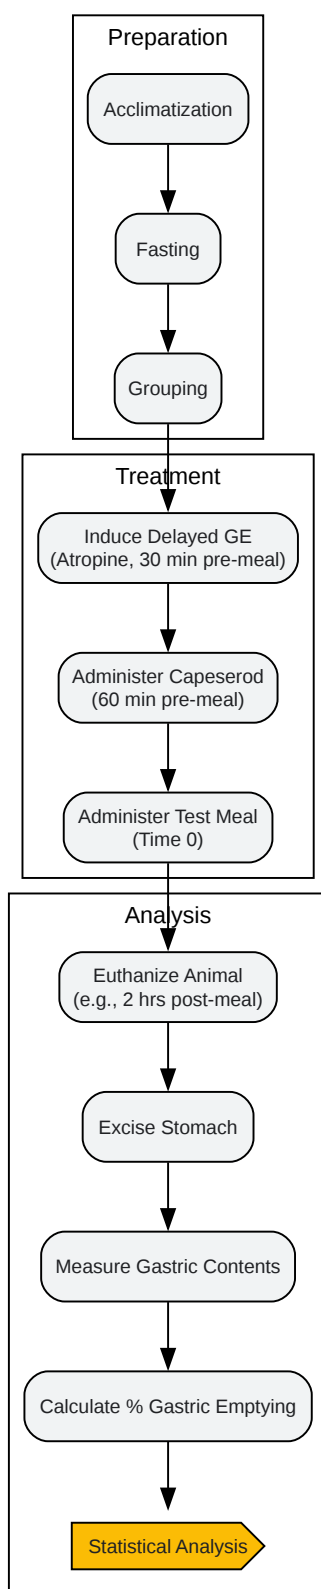 Preparation
Acclimatization
Fasting
Grouping
Treatment
Induce Delayed GE
(Atropine, 30 min pre-meal)
Administer Capeserod
(60 min pre-meal)
Administer Test Meal
(Time 0)
Analysis
Euthanize Animal
(e.g., 2 hrs post-meal)
Excise Stomach
Measure Gastric Contents
Calculate % Gastric Emptying
Statistical Analysis